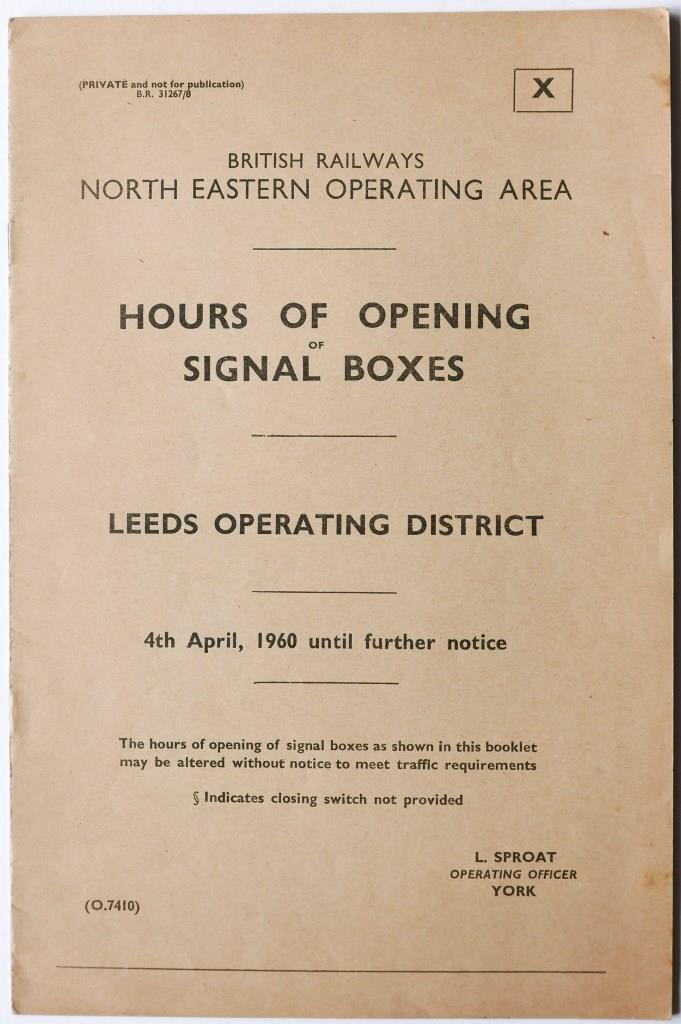 (PRIVATE and not for publication)
B.R. 31267/8
X
BRITISH RAILWAYS
NORTH EASTERN OPERATING AREA
HOURS OF OPENING
OF
SIGNAL BOXES
LEEDS OPERATING DISTRICT
4th April, 1960 until further notice
The hours of opening of signal boxes as shown in this booklet
may be altered without notice to meet traffic requirements
§ Indicates closing switch not provided
L. SPROAT
OPERATING OFFICER
YORK
(O.7410)